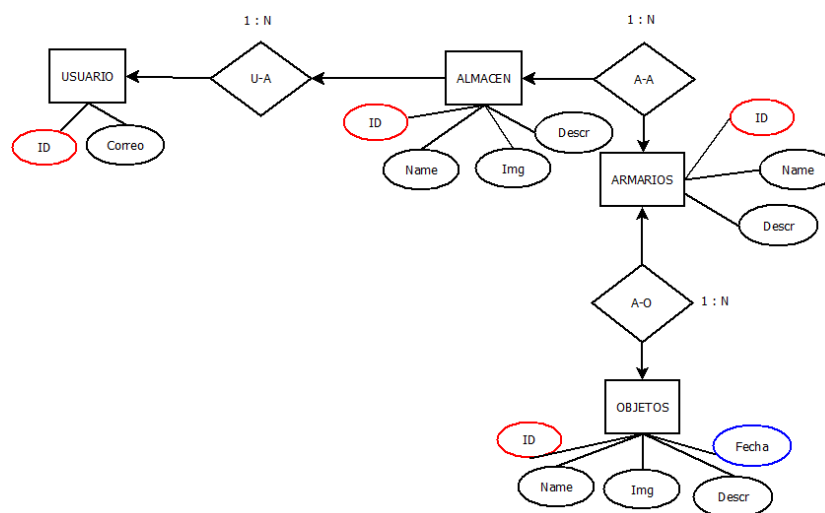 1 : N
1 : N
USUARIO
U-A
ALMACEN
A-A
ID
Correo
ID
Name
Img
Descr
ID
ARMARIOS
Name
Descr
A-O
1 : N
OBJETOS
ID
Name
Img
Descr
Fecha